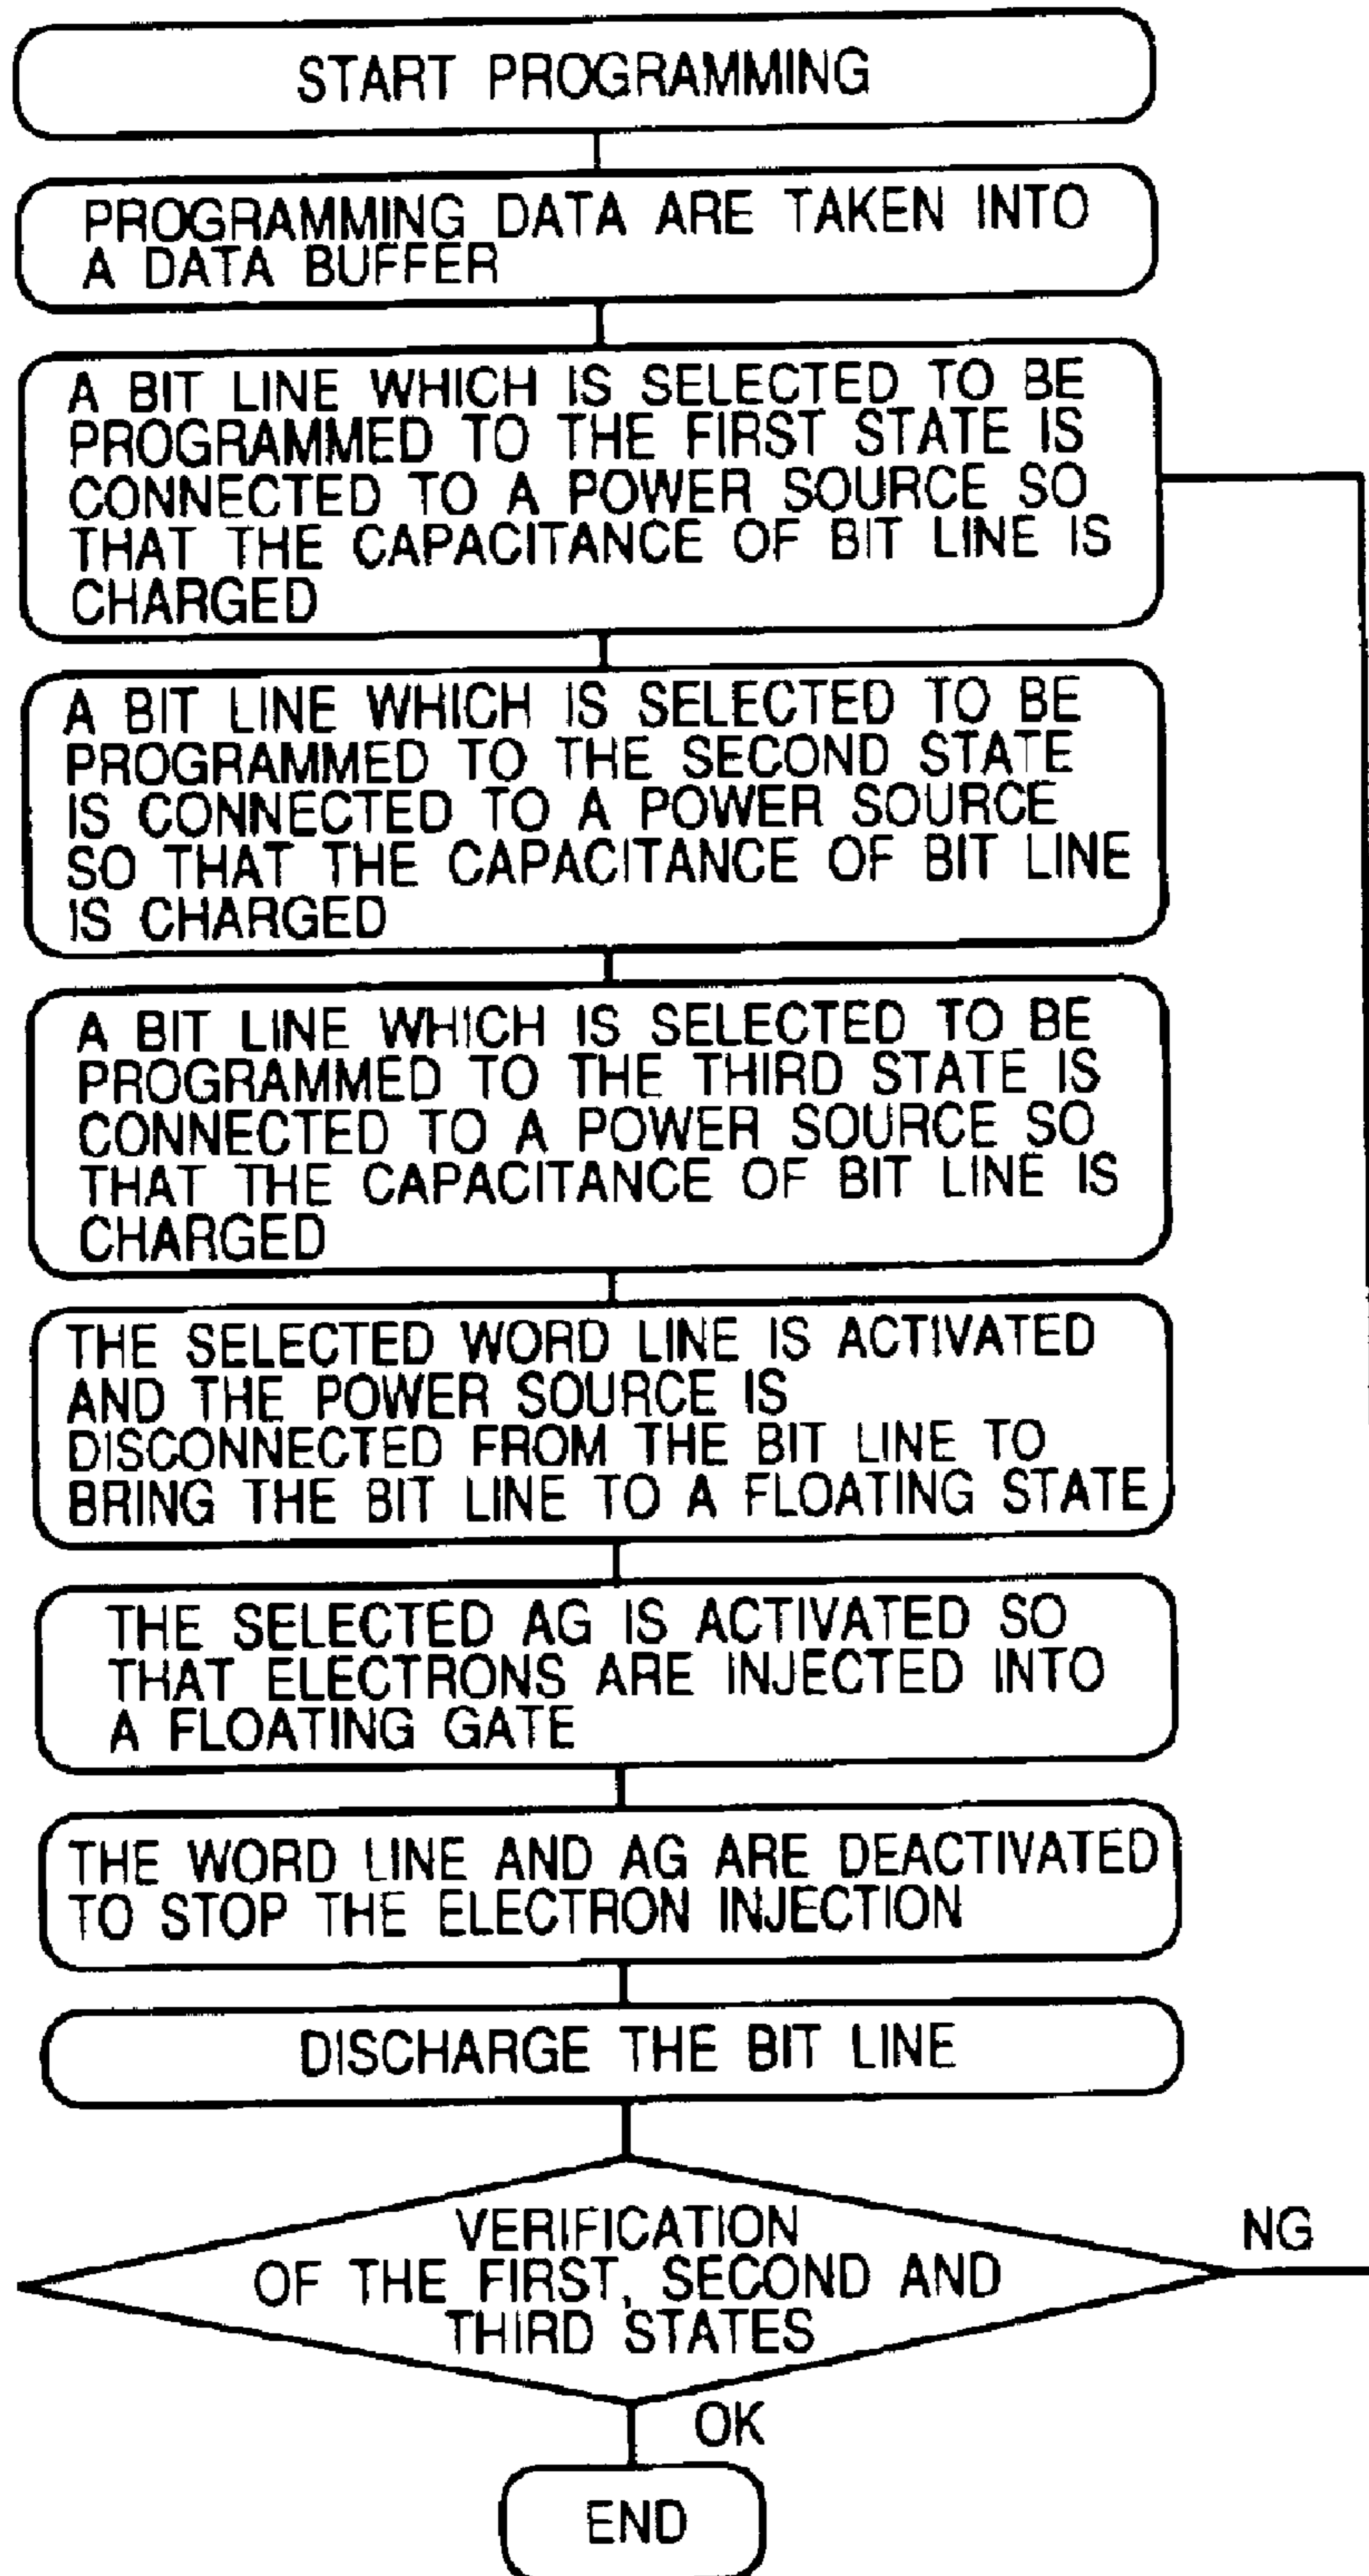 START PROGRAMMING
PROGRAMMING DATA ARE TAKEN INTO
A DATA BUFFER
A BIT LINE WHICH IS SELECTED TO BE
PROGRAMMED TO THE FIRST STATE IS
CONNECTED TO A POWER SOURCE SO
THAT THE CAPACITANCE OF BIT LINE IS
CHARGED
A BIT LINE WHICH IS SELECTED TO BE
PROGRAMMED TO THE SECOND STATE
IS CONNECTED TO A POWER SOURCE
SO THAT THE CAPACITANCE OF BIT LINE
IS CHARGED
A BIT LINE WHICH IS SELECTED TO BE
PROGRAMMED TO THE THIRD STATE IS
CONNECTED TO A POWER SOURCE SO
THAT THE CAPACITANCE OF BIT LINE IS
CHARGED
THE SELECTED WORD LINE IS ACTIVATED
AND THE POWER SOURCE IS
DISCONNECTED FROM THE BIT LINE TO
BRING THE BIT LINE TO A FLOATING STATE
THE SELECTED AG IS ACTIVATED SO
THAT ELECTRONS ARE INJECTED INTO
A FLOATING GATE
THE WORD LINE AND AG ARE DEACTIVATED
TO STOP THE ELECTRON INJECTION
DISCHARGE THE BIT LINE
VERIFICATION
OF THE FIRST, SECOND AND
THIRD STATES
NG
OK
END